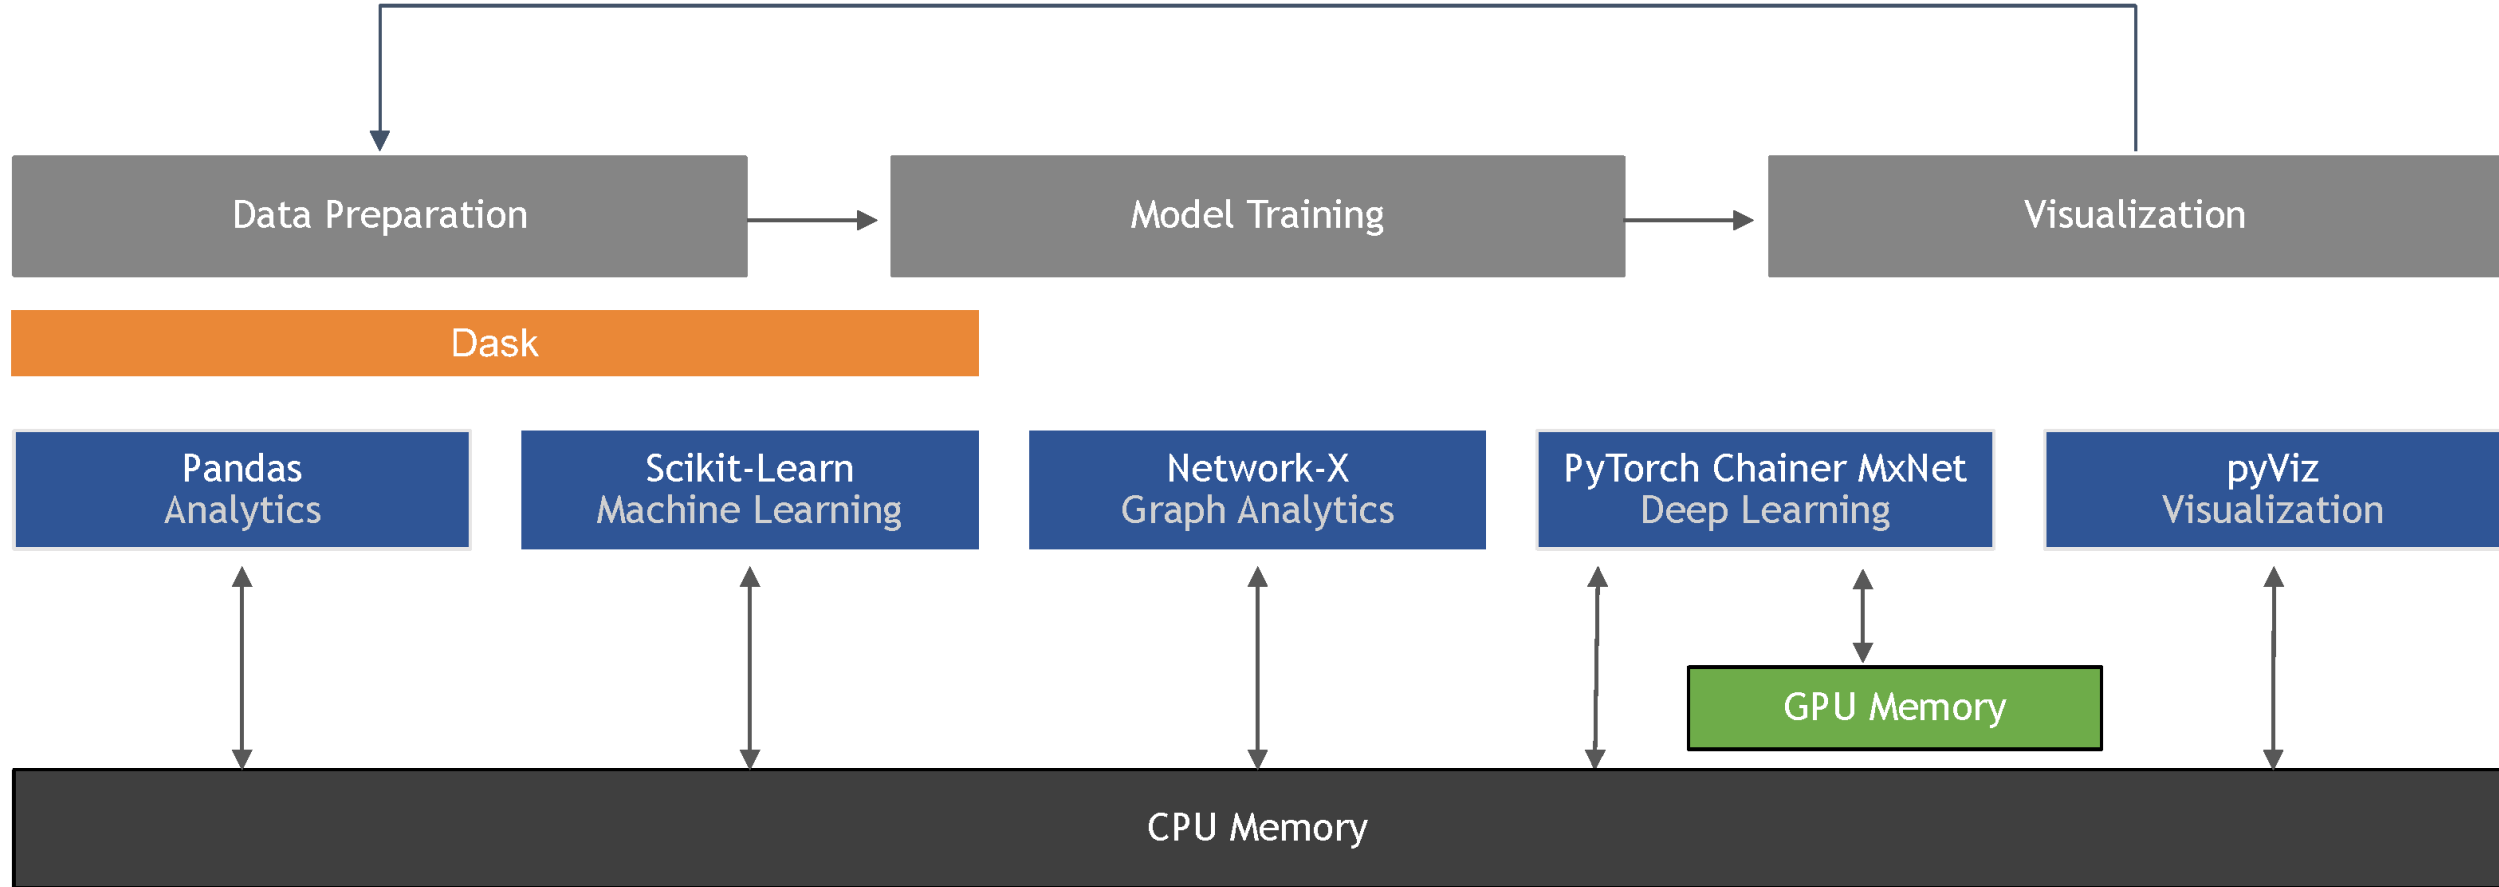 Data Preparation
Model Training
Visualization
Dask
Pandas
Analytics
Scikit-Learn
Machine Learning
Network-X
Graph Analytics
PyTorch Chainer MxNet
Deep Learning
pyViz
Visualization
GPU Memory
CPU Memory